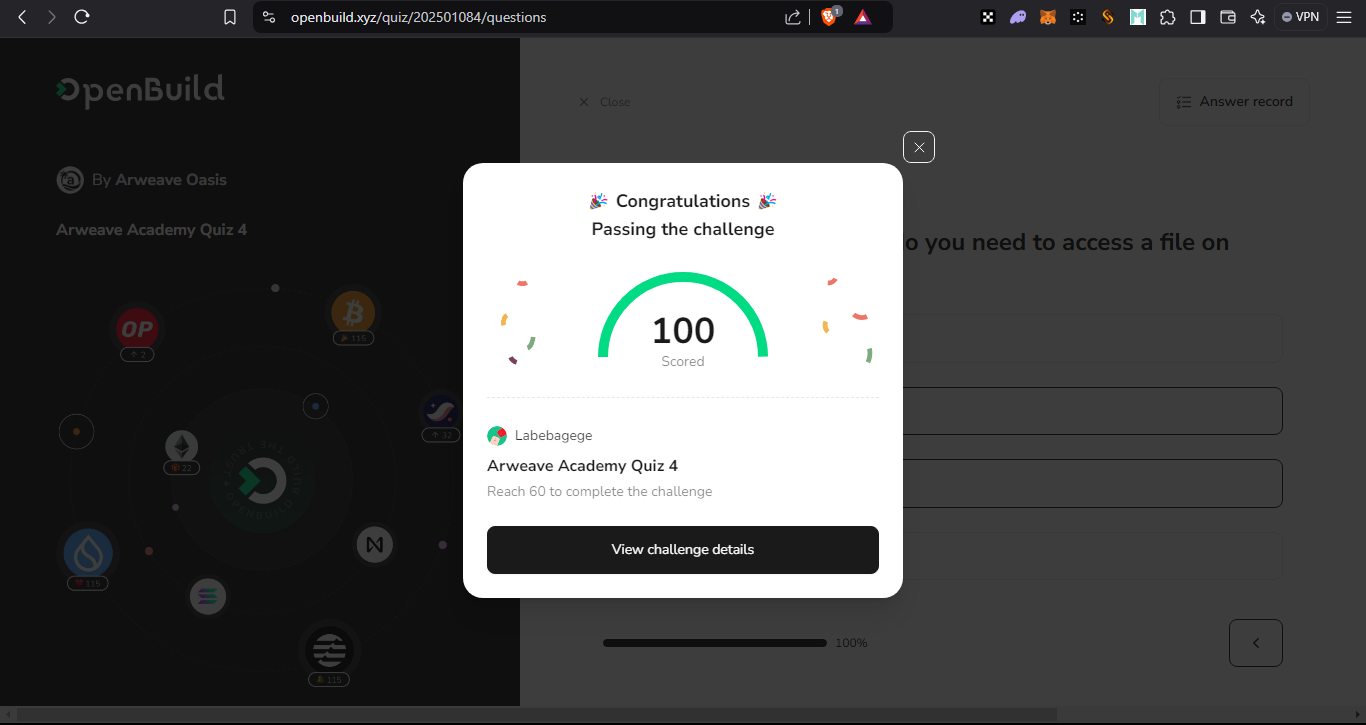 openbuild.xyz/quiz/202501084/questions
1
VPN
OpenBuild
Close
Answer record
By Arweave Oasis
Arweave Academy Quiz 4
o you need to access a file on
🎉 Congratulations 🎉
Passing the challenge
100
Scored
Labebagege
Arweave Academy Quiz 4
Reach 60 to complete the challenge
View challenge details
OP
2
115
32
22
115
115
100%